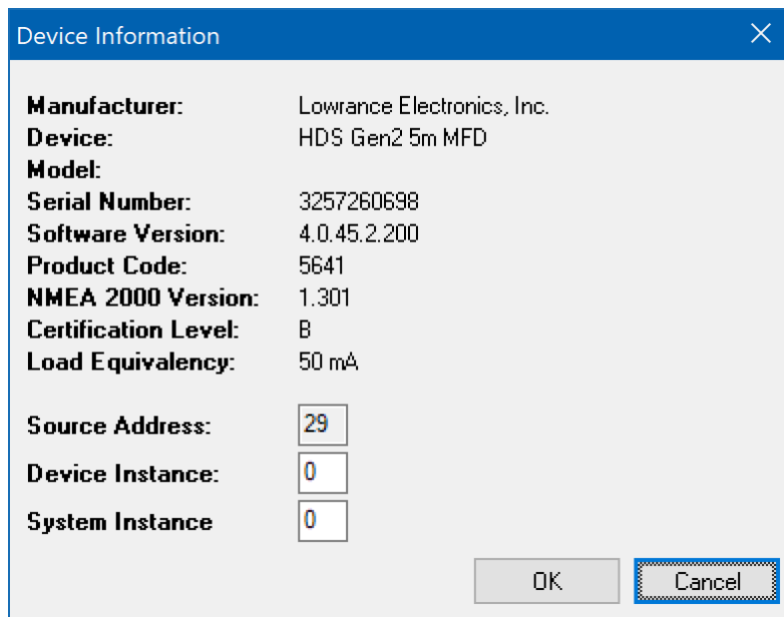 Device Information
Manufacturer: Lowrance Electronics, Inc.
Device: HDS Gen2 5m MFD
Model:
Serial Number: 3257260698
Software Version: 4.0.45.2.200
Product Code: 5641
NMEA 2000 Version: 1.301
Certification Level: B
Load Equivalency: 50 mA
Source Address: 29
Device Instance: 0
System Instance 0
OK Cancel